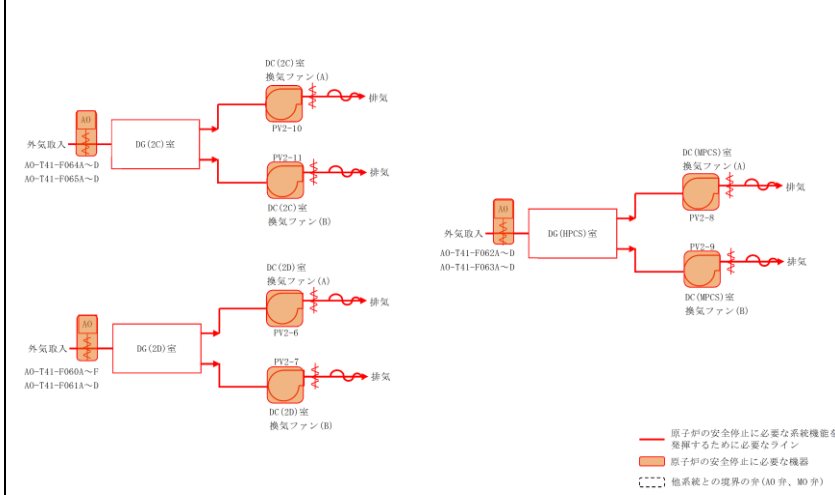 DC(2C)室
換気ファン(A)
AO
PV2-10
排気
外気取入
DG(2C)室
AO-T41-F064A～D
AO-T41-F065A～D
PV2-11
排気
DC(2C)室
換気ファン(B)
DC(2D)室
換気ファン(A)
AO
PV2-6
排気
外気取入
DG(2D)室
AO-T41-F060A～F
AO-T41-F061A～D
PV2-7
排気
DC(2D)室
換気ファン(B)
DC(MPCS)室
換気ファン(A)
AO
PV2-8
排気
外気取入
DG(HPCS)室
AO-T41-F062A～D
AO-T41-F063A～D
PV2-9
排気
DC(MPCS)室
換気ファン(B)
原子炉の安全停止に必要な系統機能を
発揮するために必要なライン
原子炉の安全停止に必要な機器
他系統との境界の弁(AO弁、MO弁)